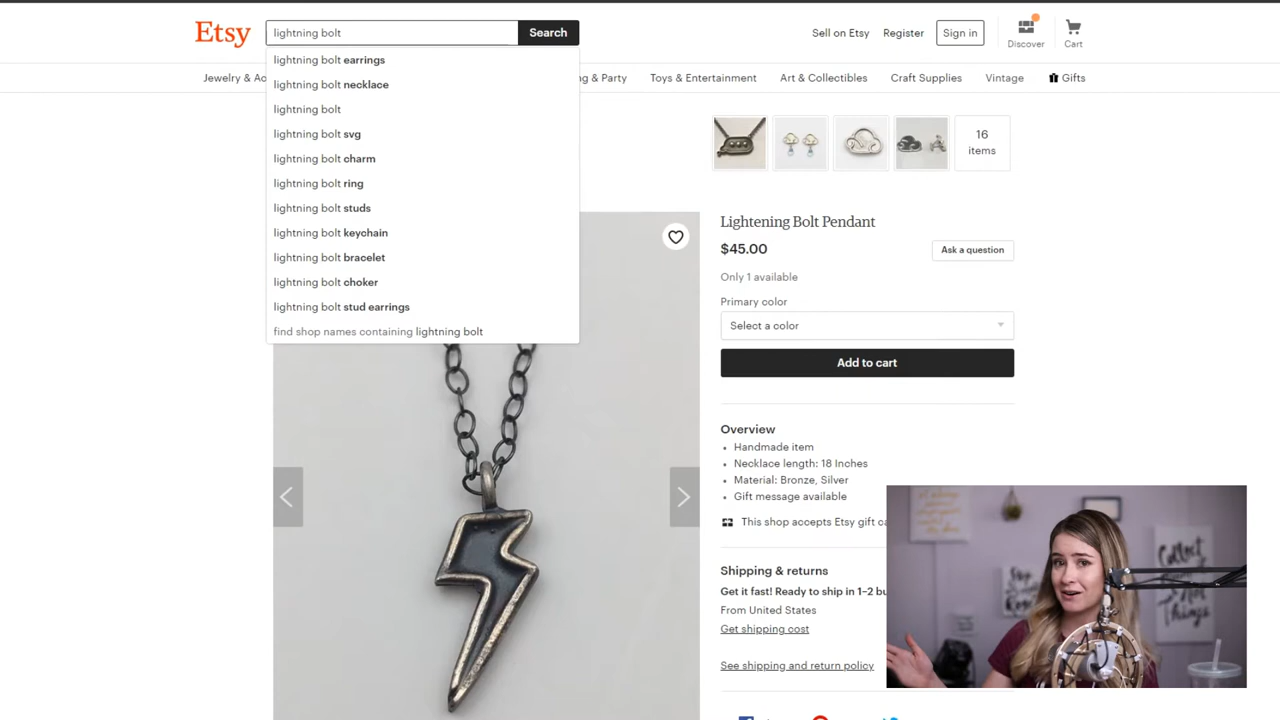 Etsy
lightning bolt
Search
Sell on Etsy
Register
Sign in
Discover
Cart
Jewelry & Ac
g & Party
Toys & Entertainment
Art & Collectibles
Craft Supplies
Vintage
Gifts
lightning bolt earrings
lightning bolt necklace
lightning bolt
lightning bolt svg
lightning bolt charm
lightning bolt ring
lightning bolt studs
lightning bolt keychain
lightning bolt bracelet
lightning bolt choker
lightning bolt stud earrings
find shop names containing lightning bolt
16
items
Lightening Bolt Pendant
$45.00
Ask a question
Only 1 available
Primary color
Select a color
Add to cart
Overview
Handmade item
Necklace length: 18 Inches
Material: Bronze, Silver
Gift message available
This shop accepts Etsy gift ca
Shipping & returns
Get it fast! Ready to ship in 1–2 bu
From United States
Get shipping cost
See shipping and return policy
Collect
Things